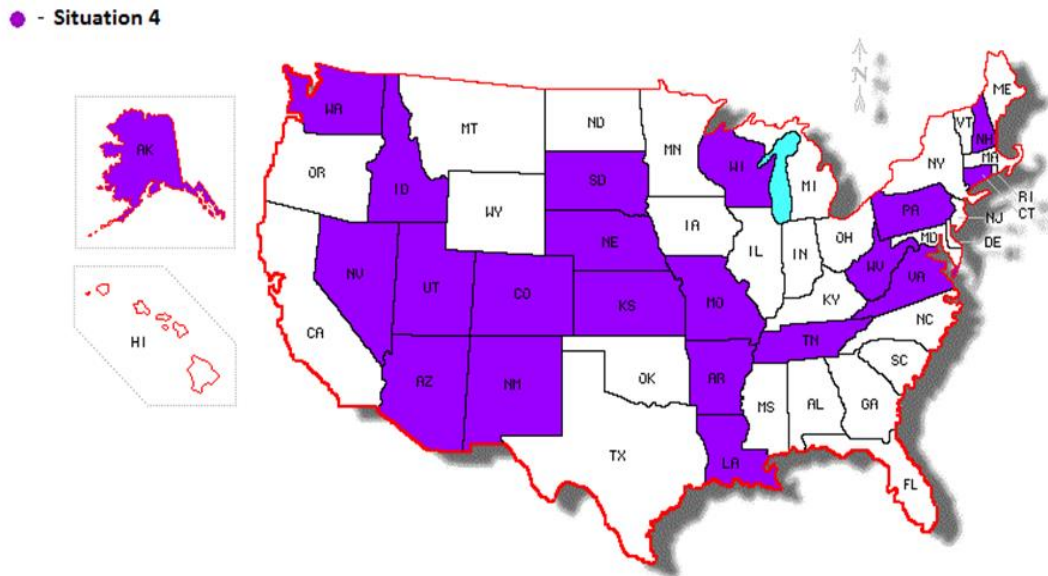 - Situation 4
N
AK
HI
WA
OR
CA
ID
NV
AZ
MT
WY
UT
CO
NM
ND
SD
NE
KS
OK
TX
MN
IA
MO
AR
LA
WI
IL
MS
MI
IN
KY
TN
AL
OH
WV
VA
NC
SC
GA
FL
PA
NY
VT
NH
ME
MA
RI
CT
NJ
DE
MD